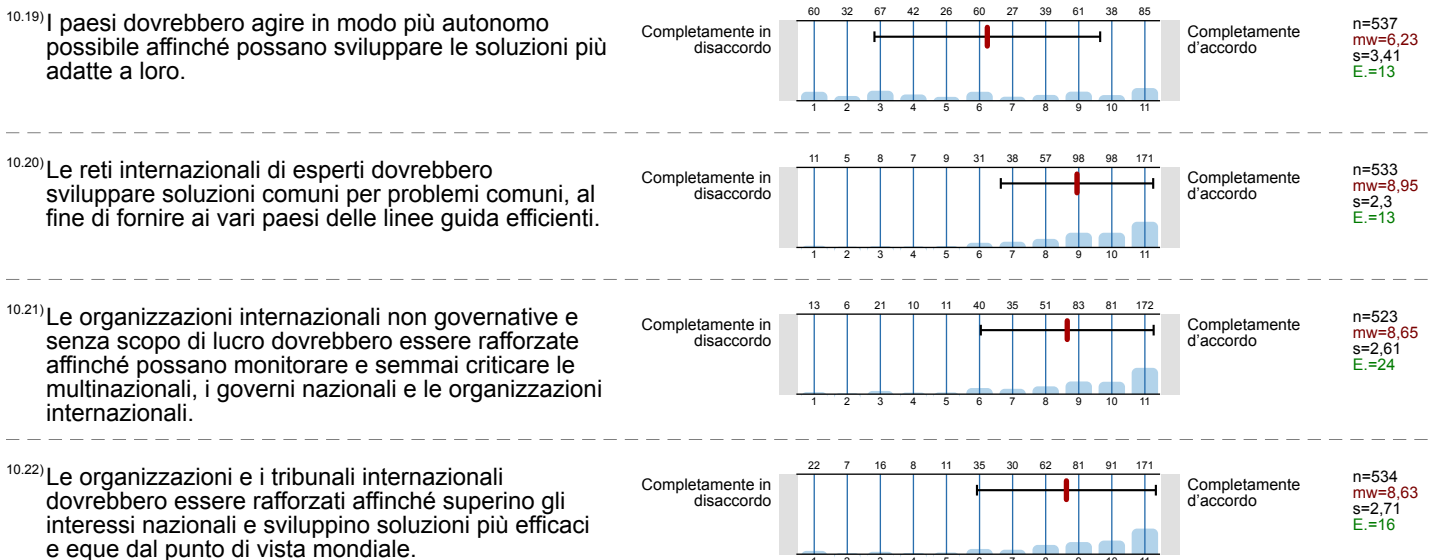 10.19) I paesi dovrebbero agire in modo più autonomo
possibile affinché possano sviluppare le soluzioni più
adatte a loro.
Completamente in
disaccordo
60 32 67 42 26 60 27 39 61 38 85
1 2 3 4 5 6 7 8 9 10 11
Completamente
d'accordo
n=537
mw=6,23
s=3,41
E.=13
10.20) Le reti internazionali di esperti dovrebbero
sviluppare soluzioni comuni per problemi comuni, al
fine di fornire ai vari paesi delle linee guida efficienti.
Completamente in
disaccordo
11 5 8 7 9 31 38 57 98 98 171
1 2 3 4 5 6 7 8 9 10 11
Completamente
d'accordo
n=533
mw=8,95
s=2,3
E.=13
10.21) Le organizzazioni internazionali non governative e
senza scopo di lucro dovrebbero essere rafforzate
affinché possano monitorare e semmai criticare le
multinazionali, i governi nazionali e le organizzazioni
internazionali.
Completamente in
disaccordo
13 6 21 10 11 40 35 51 83 81 172
1 2 3 4 5 6 7 8 9 10 11
Completamente
d'accordo
n=523
mw=8,65
s=2,61
E.=24
10.22) Le organizzazioni e i tribunali internazionali
dovrebbero essere rafforzati affinché superino gli
interessi nazionali e sviluppino soluzioni più efficaci
e eque dal punto di vista mondiale.
Completamente in
disaccordo
22 7 16 8 11 35 30 62 81 91 171
Completamente
d'accordo
n=534
mw=8,63
s=2,71
E.=16